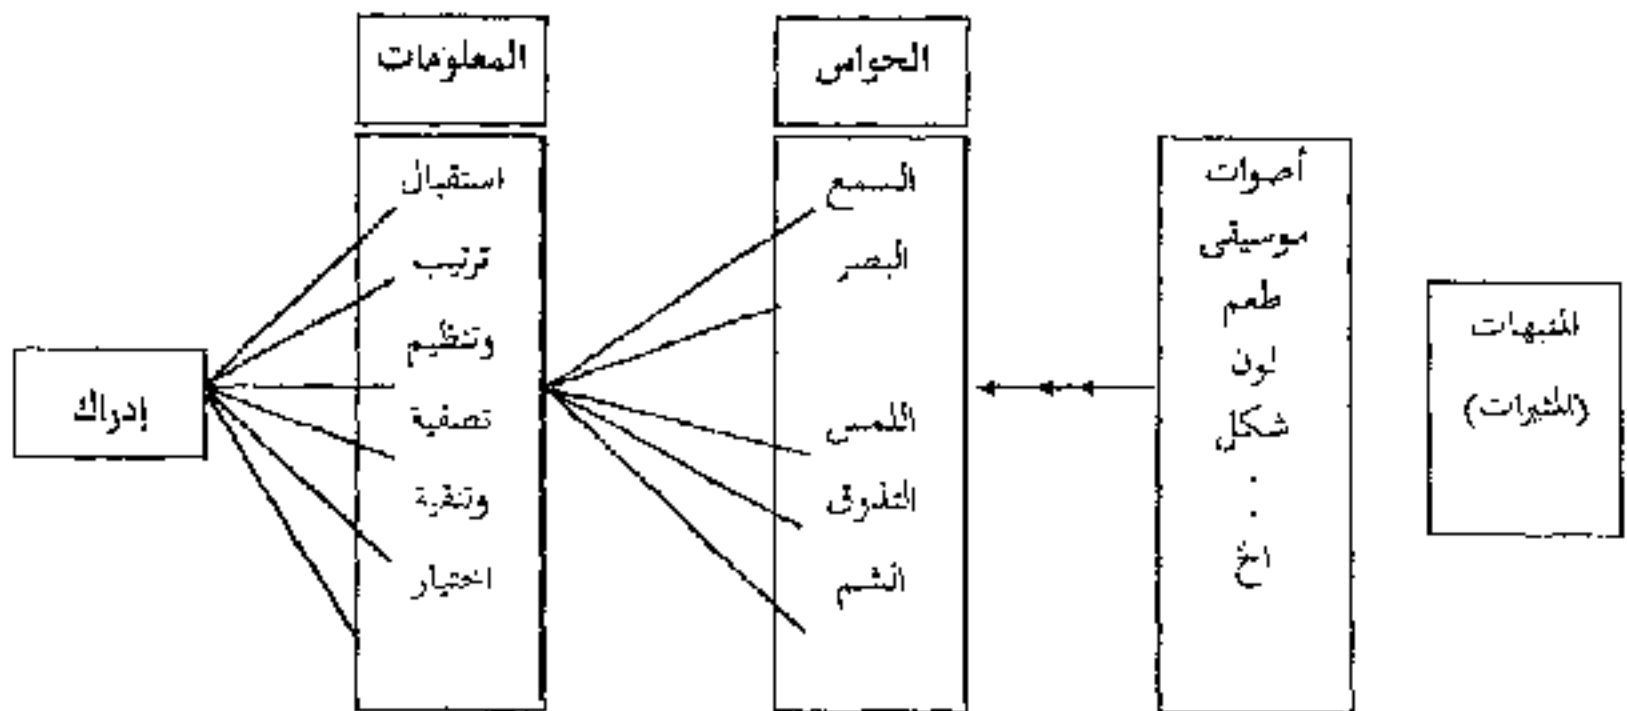 المنبهات
(المثيرات)
أصوات
موسيقى
طعم
لون
شكل
.
.
الخ
الحواس
السمع
البصر
اللمس
التذوق
الشم
المعلومات
استقبال
ترتيب
وتنظيم
تصفية
وتنقية
اختيار
إدراك